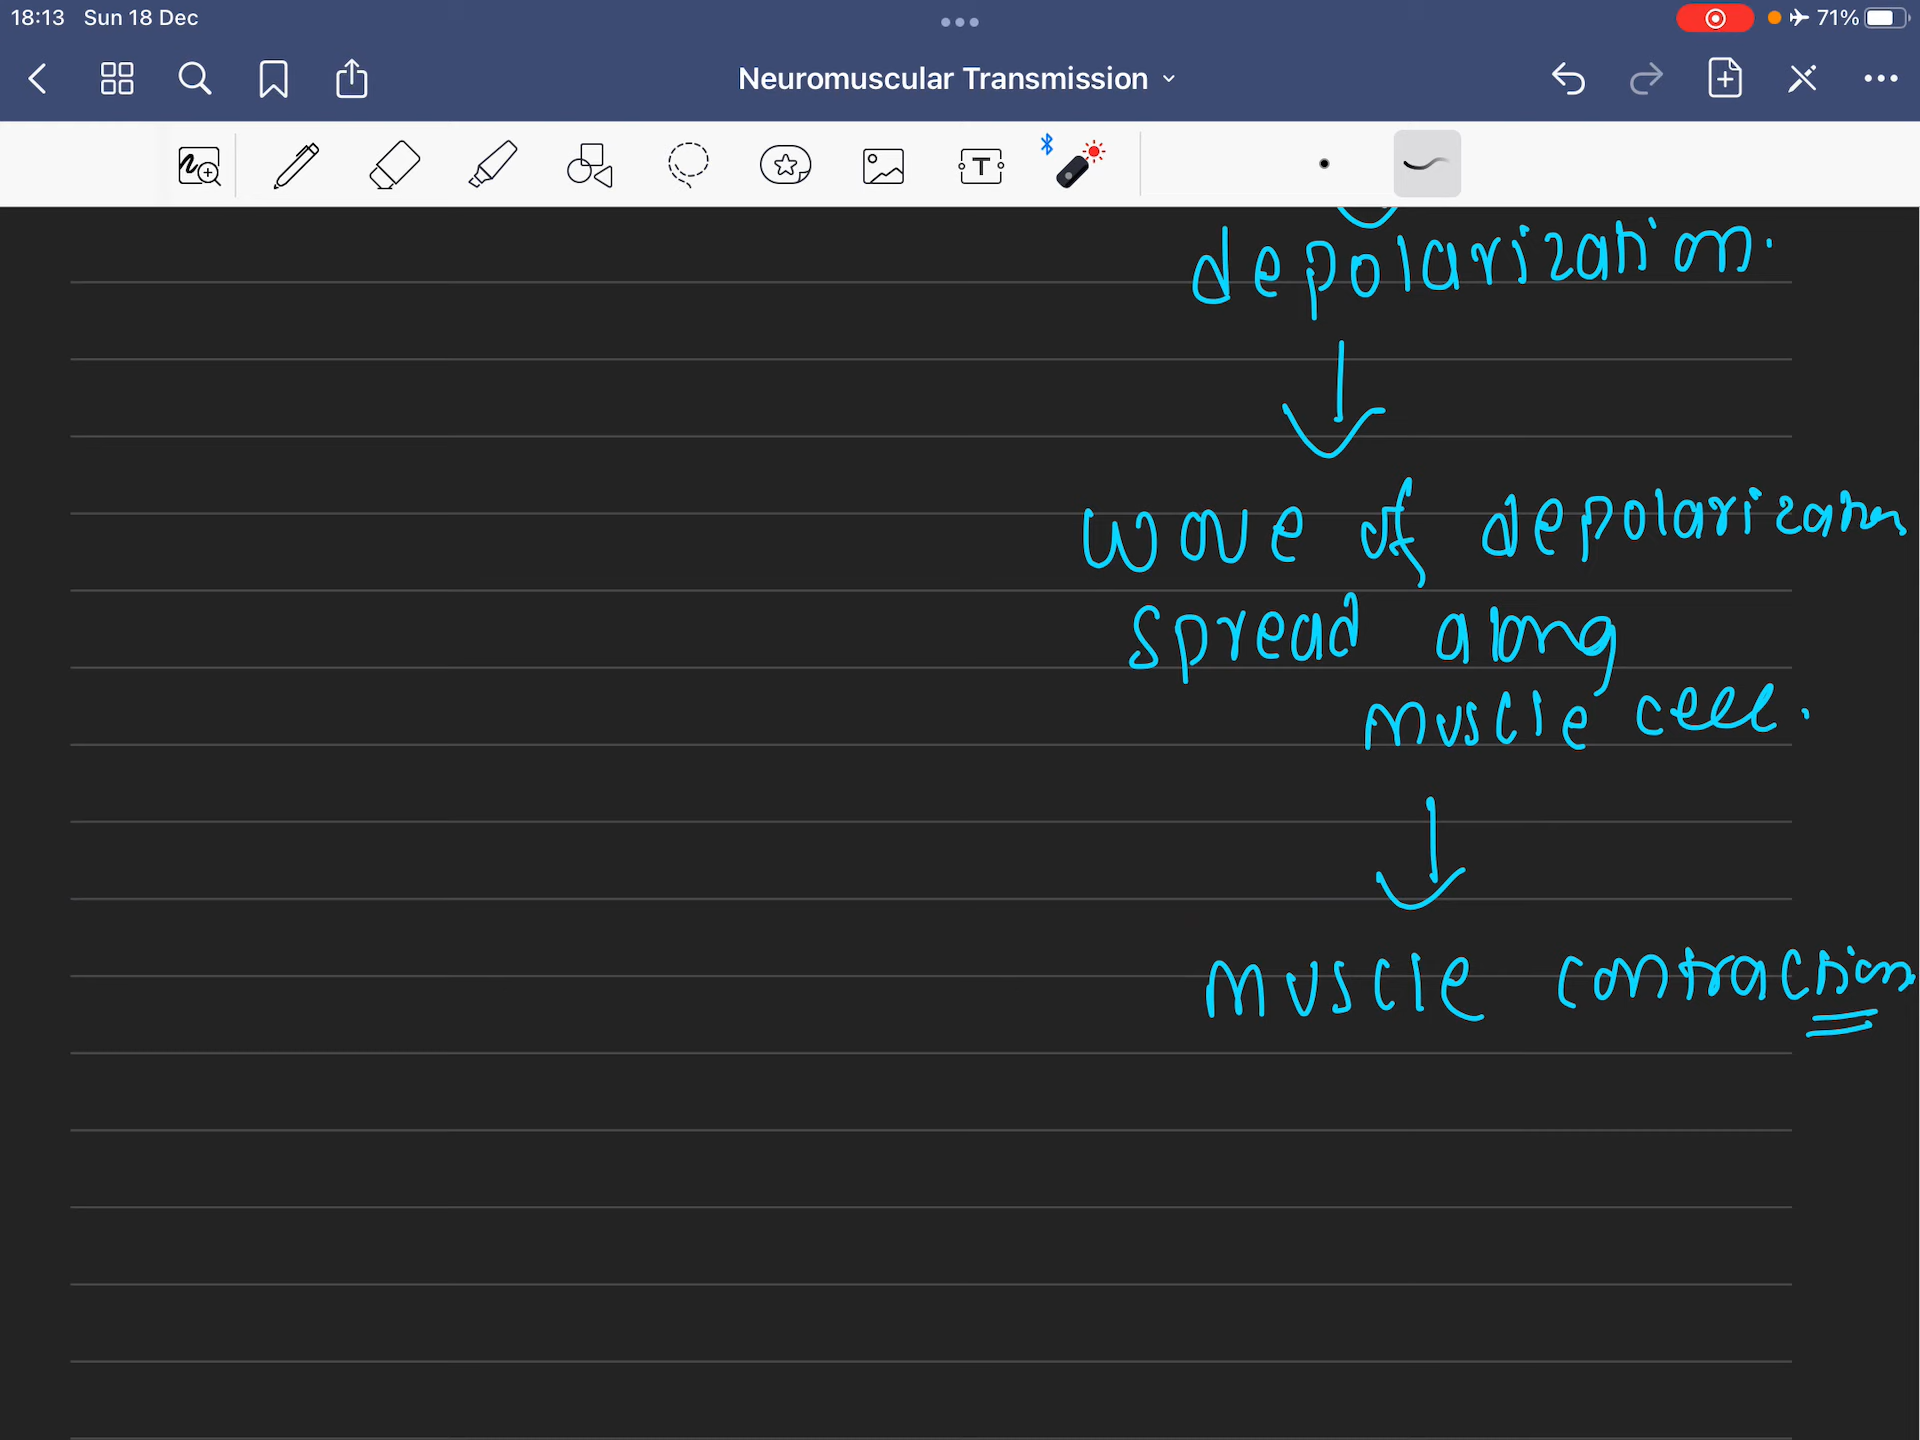 18:13 Sun 18 Dec
71%
Neuromuscular Transmission
T
depolarization.
wave of depolarization
spread along
muscle cell.
muscle contraction